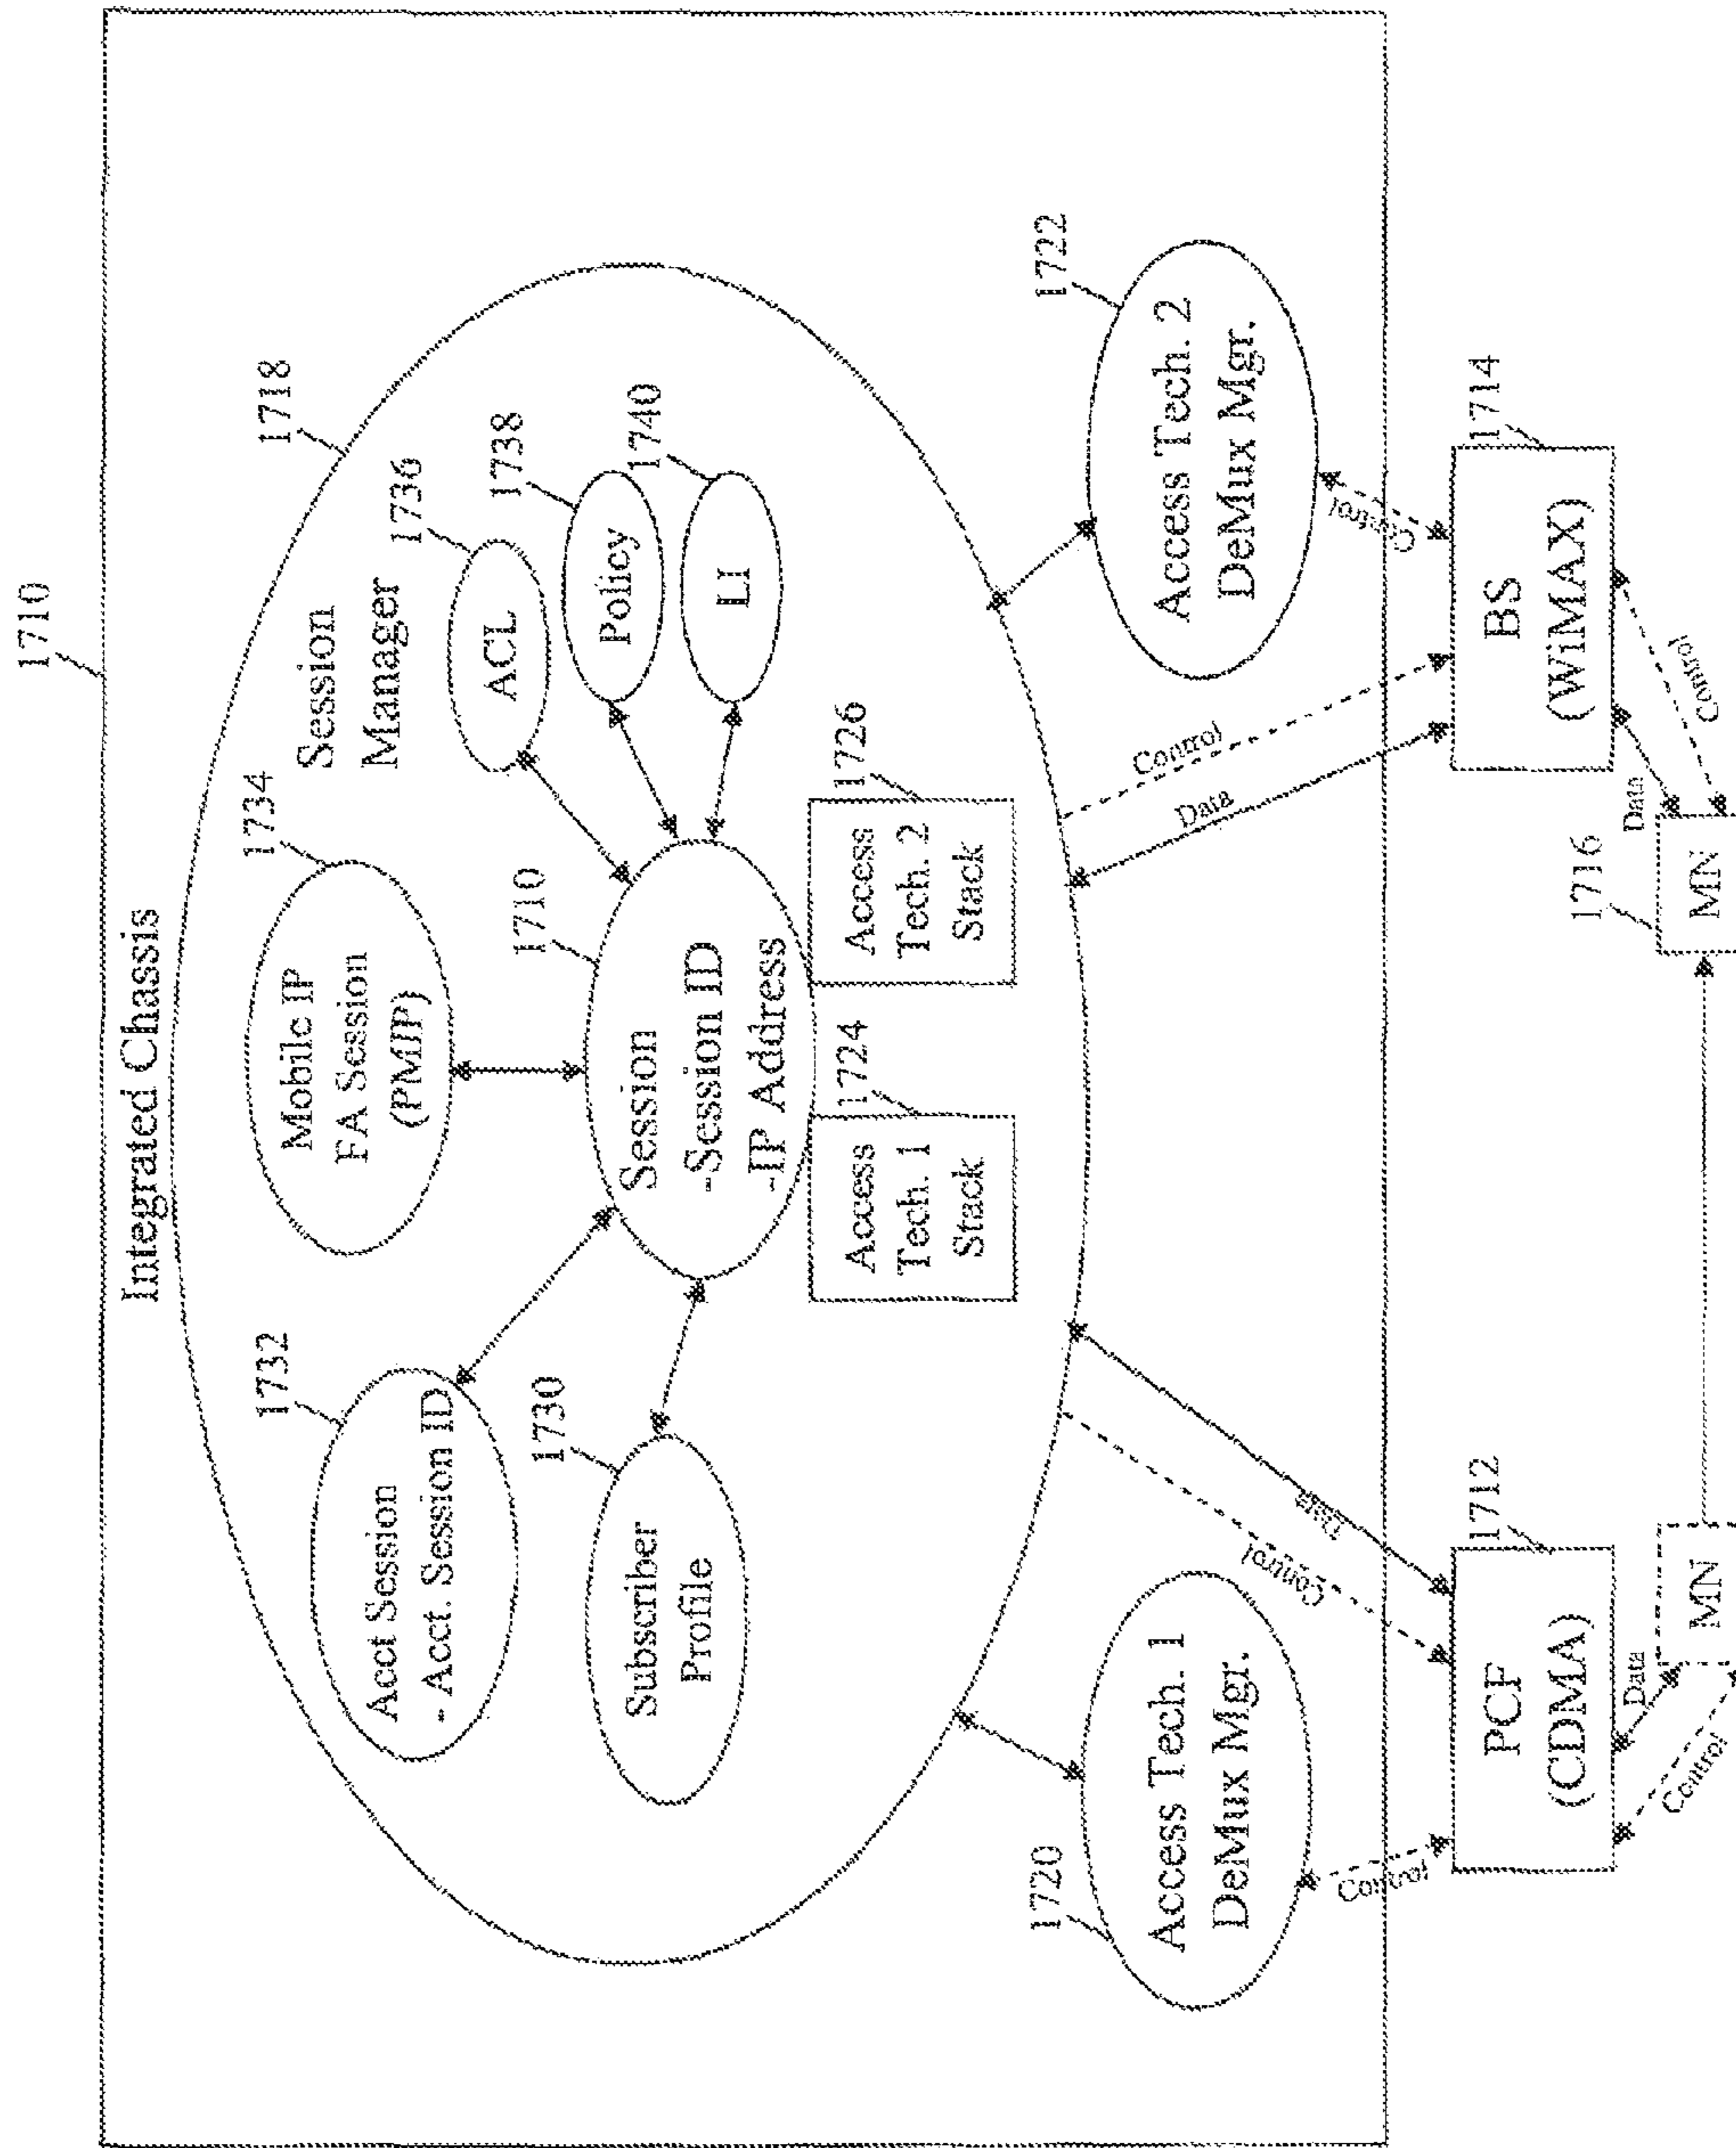 1710
Integrated Chassis
1718
Session
Manager
1732
Acct Session
- Acct. Session ID
1734
Mobile IP
FA Session
(PMIP)
1736
ACL
1738
Policy
1740
LI
1730
Subscriber
Profile
1710
Session
-Session ID
-IP Address
1724
Access
Tech. 1
Stack
1726
Access
Tech. 2
Stack
1720
Access Tech. 1
DeMux Mgr.
1722
Access Tech. 2
DeMux Mgr.
Control
Control
Data
Data
Control
Control
1712
PCF
(CDMA)
1714
BS
(WiMAX)
Control
Data
MN
1716
MN
Data
Control